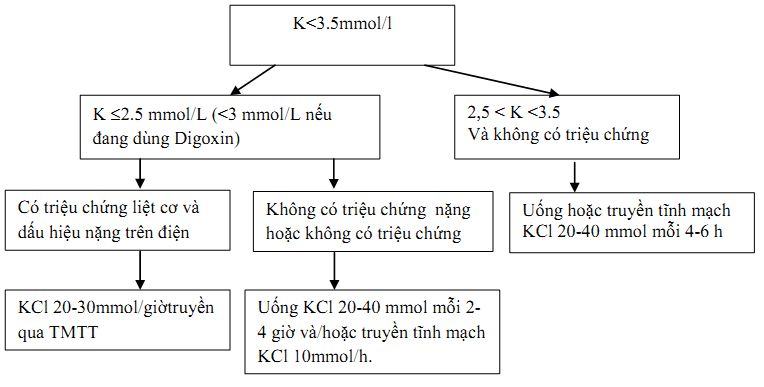 K<3.5mmol/l
K ≤2.5 mmol/L (<3 mmol/L nếu
đang dùng Digoxin)
2,5 < K <3.5
Và không có triệu chứng
Có triệu chứng liệt cơ và
dấu hiệu nặng trên điện
Không có triệu chứng nặng
hoặc không có triệu chứng
Uống hoặc truyền tĩnh mạch
KCl 20-40 mmol mỗi 4-6 h
KCl 20-30mmol/giờtruyền
qua TMTT
Uống KCl 20-40 mmol mỗi 2-
4 giờ và/hoặc truyền tĩnh mạch
KCl 10mmol/h.